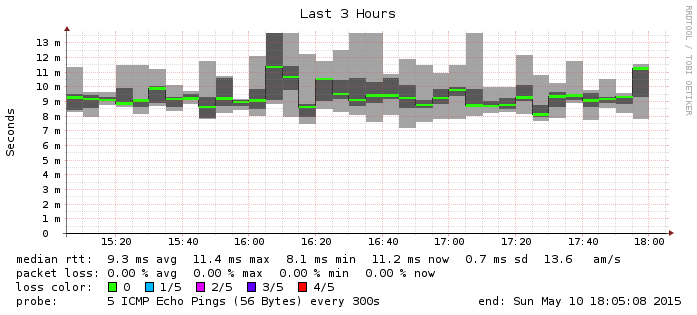 Last 3 Hours
RRDTOOL / TOBI OETIKER
Seconds
13 m
12 m
11 m
10 m
9 m
8 m
7 m
6 m
5 m
4 m
3 m
2 m
1 m
0
15:20 15:40 16:00 16:20 16:40 17:00 17:20 17:40 18:00
median rtt: 9.3 ms avg 11.4 ms max 8.1 ms min 11.2 ms now 0.7 ms sd 13.6 am/s
packet loss: 0.00 % avg 0.00 % max 0.00 % min 0.00 % now
loss color: 0 1/5 2/5 3/5 4/5
probe: 5 ICMP Echo Pings (56 Bytes) every 300s end: Sun May 10 18:05:08 2015